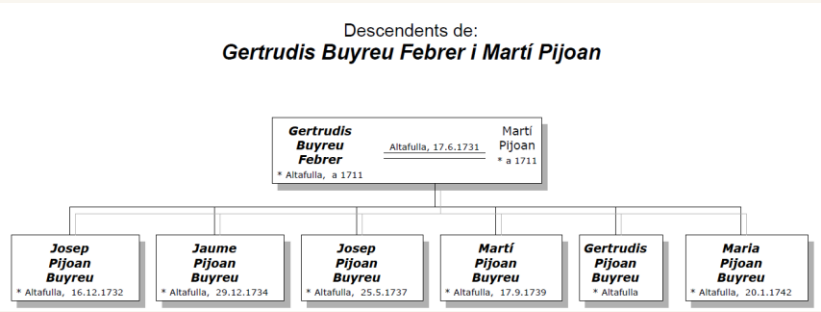 Descendents de:
Gertrudis Buyreu Febrer i Martí Pijoan
Gertrudis
Buyreu
Febrer
* Altafulla, a 1711
Altafulla, 17.6.1731
Martí
Pijoan
* a 1711
Josep
Pijoan
Buyreu
* Altafulla, 16.12.1732
Jaume
Pijoan
Buyreu
* Altafulla, 29.12.1734
Josep
Pijoan
Buyreu
* Altafulla, 25.5.1737
Martí
Pijoan
Buyreu
* Altafulla, 17.9.1739
Gertrudis
Pijoan
Buyreu
* Altafulla
Maria
Pijoan
Buyreu
* Altafulla, 20.1.1742